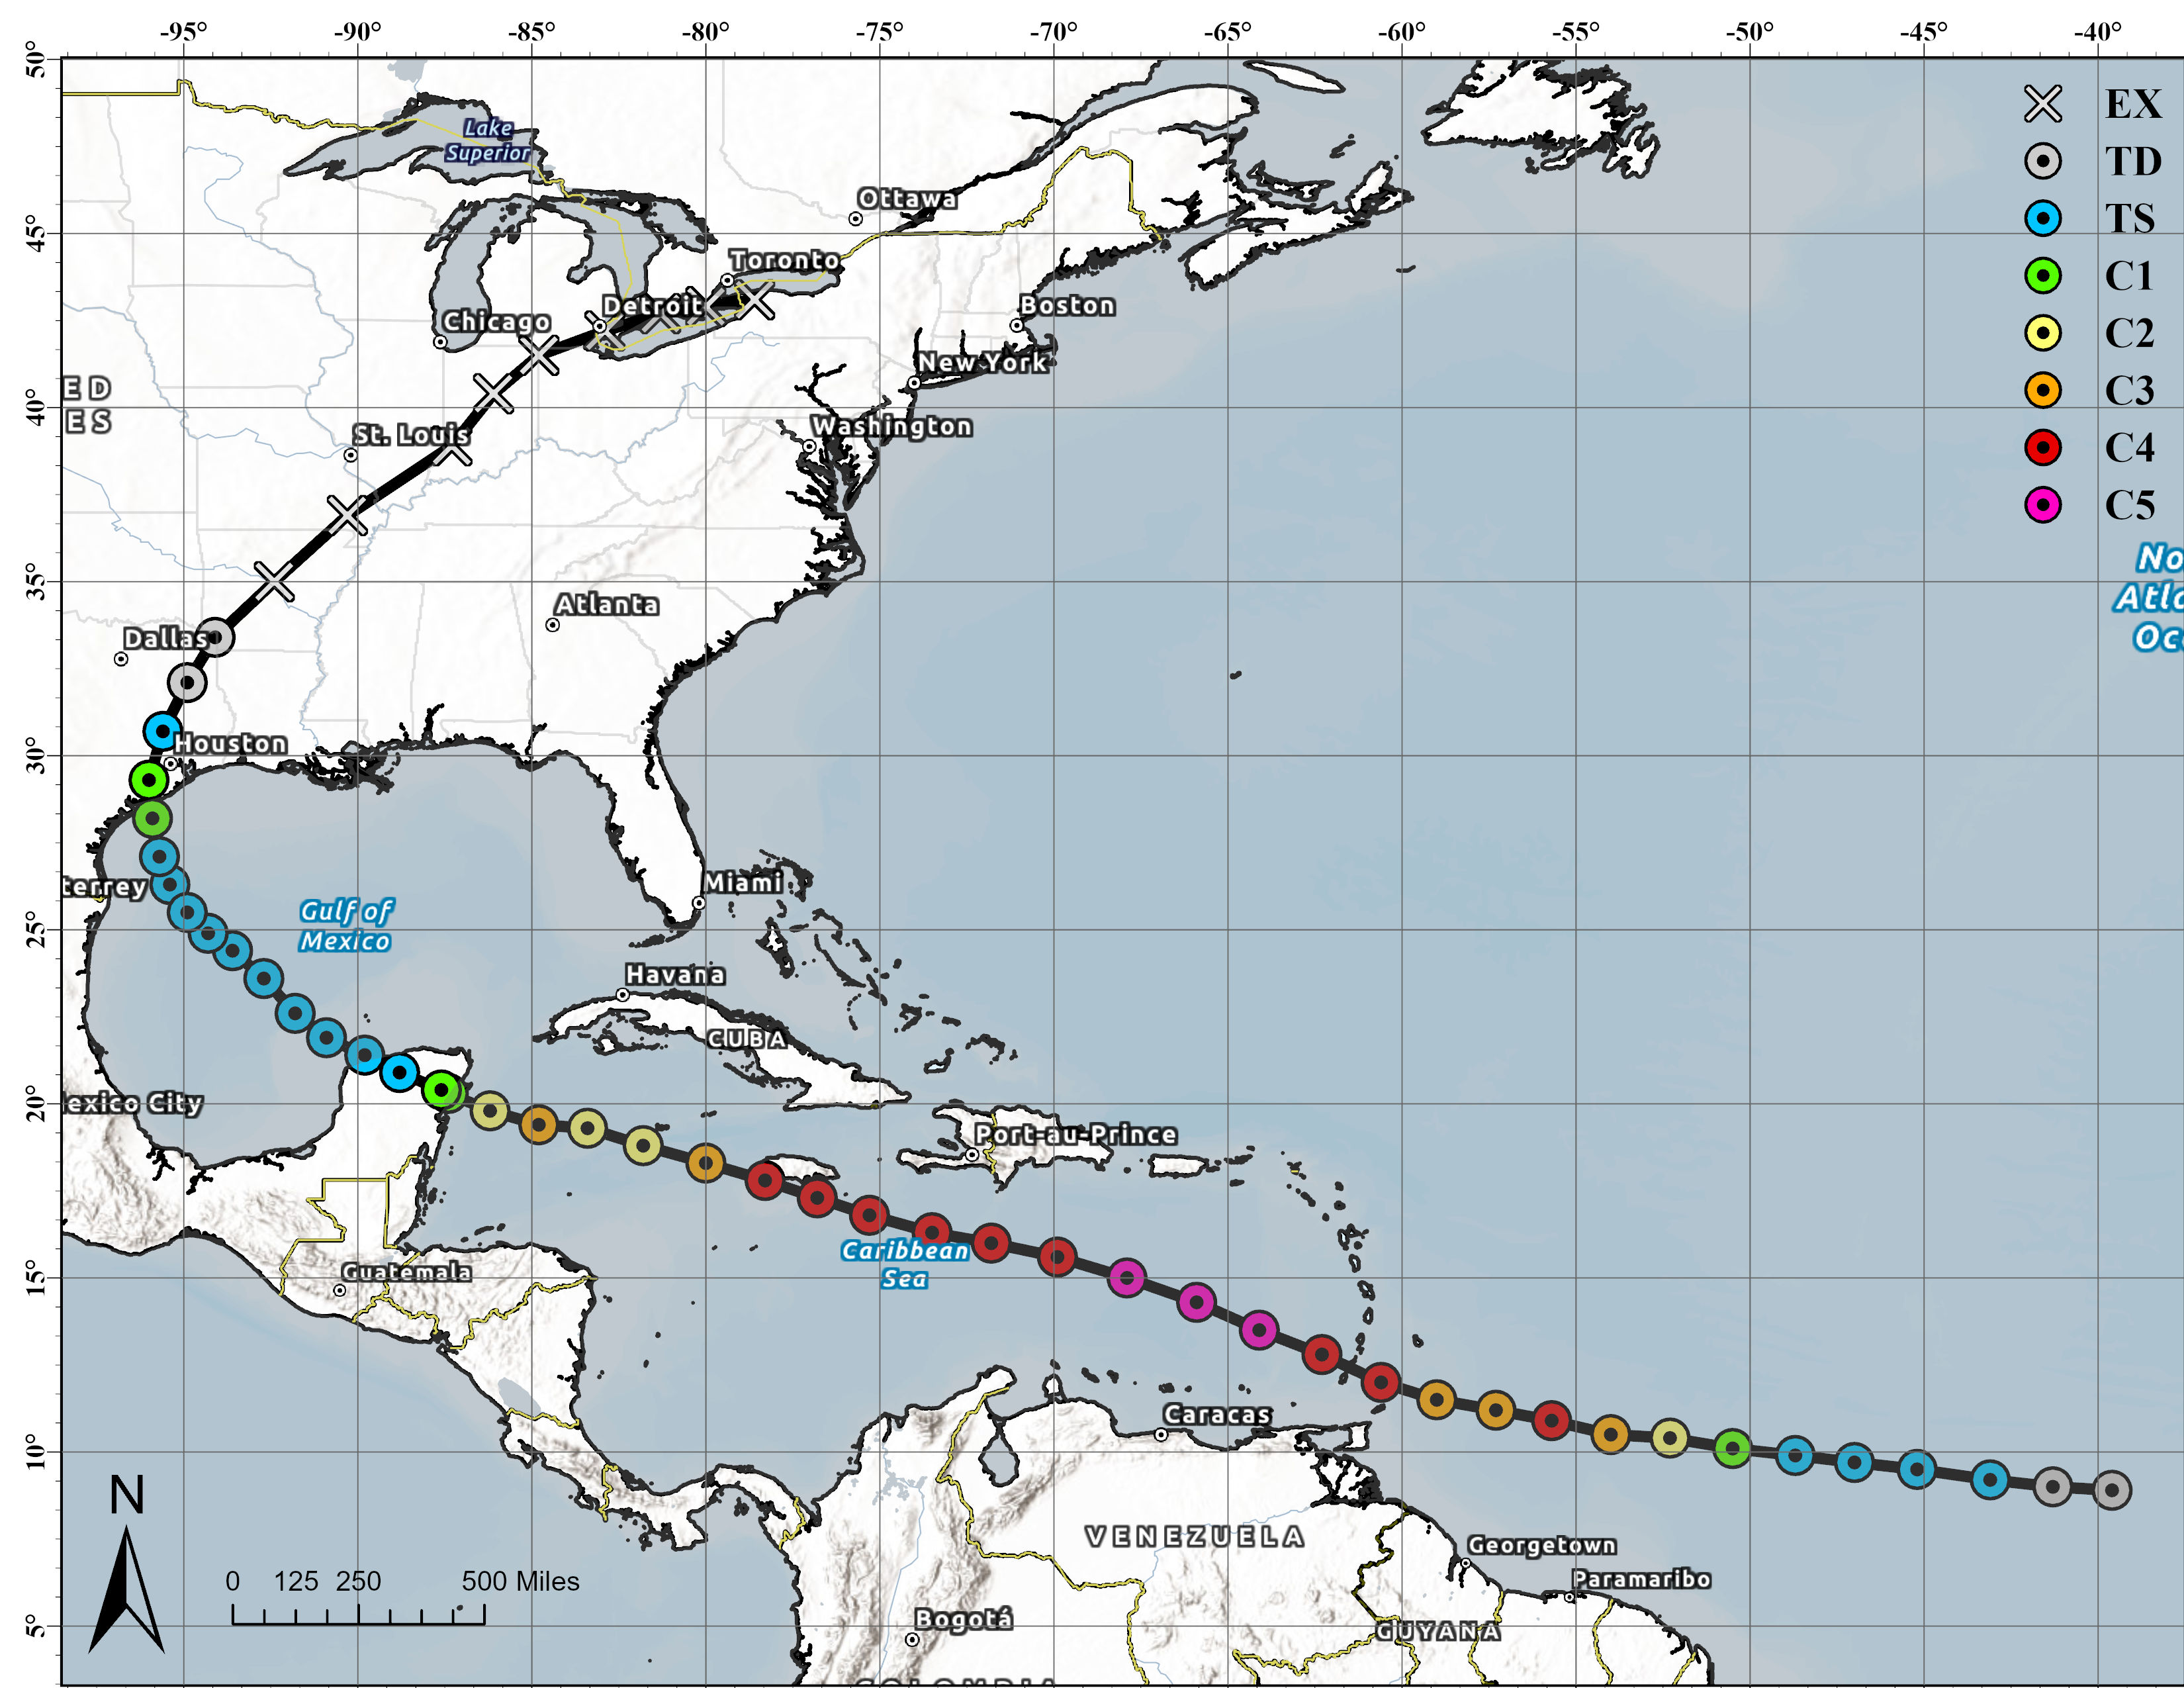 -95° -90° -85° -80° -75° -70° -65° -60° -55° -50° -45° -40°
50°
45°
40°
35°
30°
25°
20°
15°
10°
5°
EX
TD
TS
C1
C2
C3
C4
C5
Lake
Superior
Ottawa
Toronto
Detroit
Chicago
Boston
New York
ED
ES
St. Louis
Washington
No
Atl
Oc
Atlanta
Dallas
Houston
terrey
Miami
Gulf of
Mexico
Havana
CUBA
exico City
Port-au-Prince
Caribbean
Sea
Guatemala
Caracas
N
VENEZUELA
Georgetown
Paramaribo
0 125 250 500 Miles
Bogotá
GUYANA